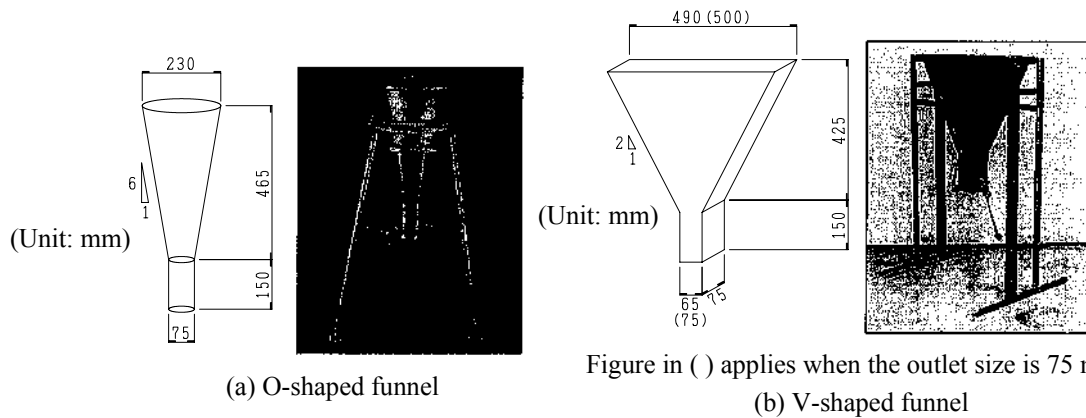 230
6
1
465
150
75
(Unit: mm)
(a) O-shaped funnel
490 (500)
2
1
425
150
(Unit: mm)
65
(75)
75
Figure in ( ) applies when the outlet size is 75 m
(b) V-shaped funnel